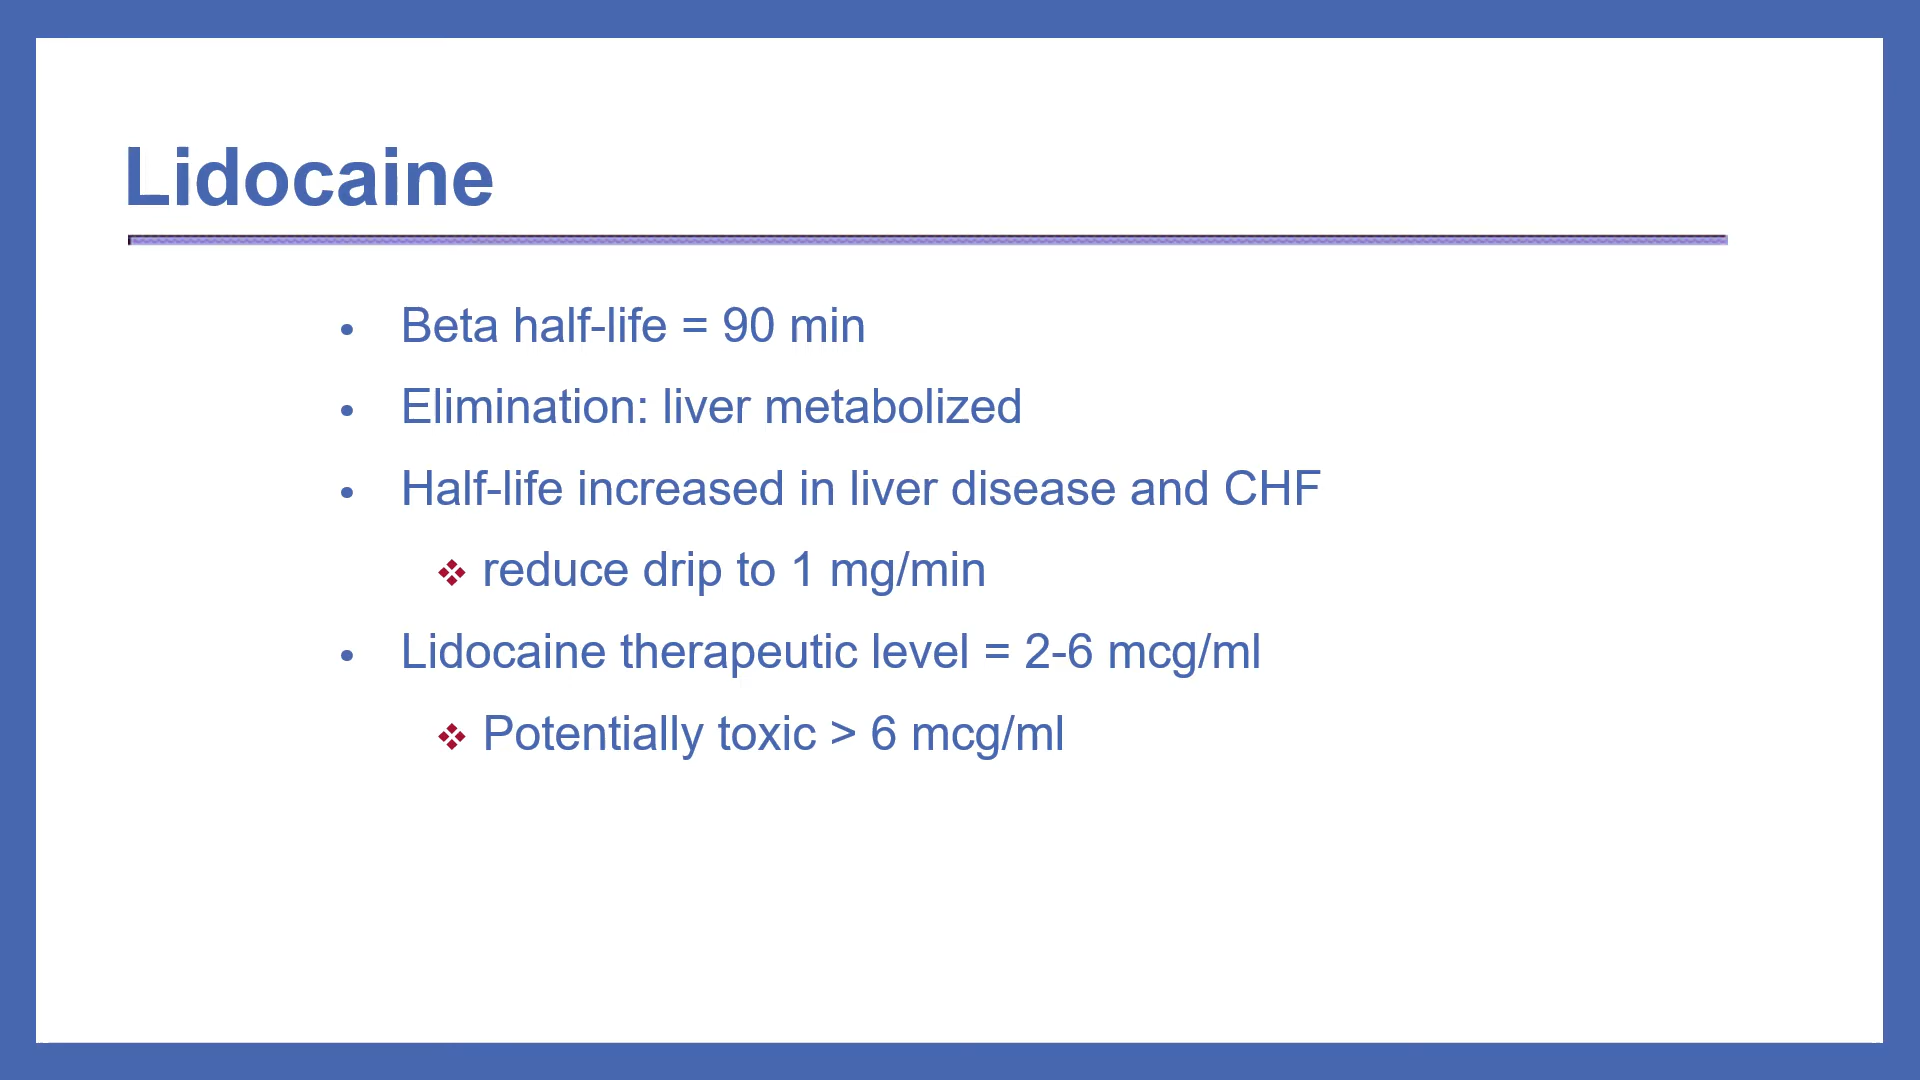 Lidocaine
• Beta half-life = 90 min
• Elimination: liver metabolized
• Half-life increased in liver disease and CHF
❖ reduce drip to 1 mg/min
• Lidocaine therapeutic level = 2-6 mcg/ml
❖ Potentially toxic > 6 mcg/ml